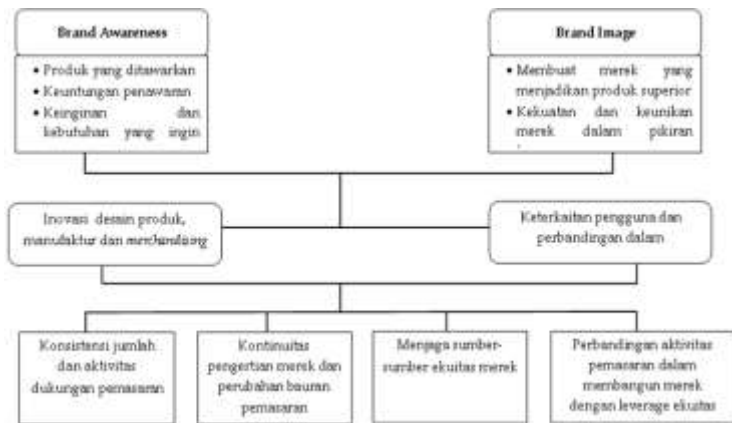 Brand Awareness
• Produk yang ditawarkan
• Keuntungan penawaran
• Keinginan dan
kebutuhan yang ingin
Brand Image
• Membuat merek yang
menjadikan produk superior
• Kekuatan dan keunikan
merek dalam pikiran
Inovasi desain produk,
manufaktur dan merchandising
Keterkaitan pengguna dan
perbandingan dalam
Konsistensi jumlah
dan aktivitas
dukungan pemasaran
Kontinuitas
pengertian merek dan
perubahan bauran
pemasaran
Menjaga sumber-
sumber ekuitas merek
Perbandingan aktivitas
pemasaran dalam
membangun merek
dengan leverage ekuitas